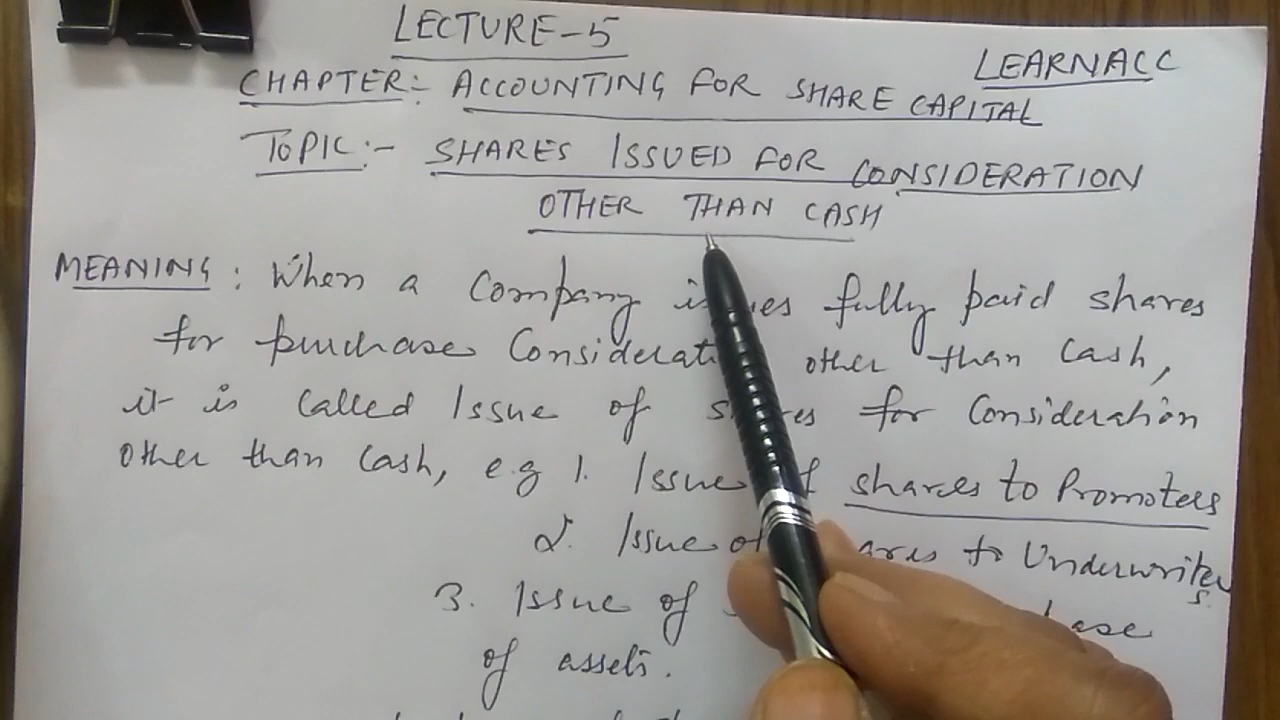 LECTURE-5
LEARNACC
CHAPTER:- ACCOUNTING FOR SHARE CAPITAL
TOPIC:- SHARES ISSUED FOR CONSIDERATION
OTHER THAN CASH
MEANING: When a Company fully paid shares
for purchase other than Cash,
it is Called Issue of for Consideration
other than Cash, e.g 1. Issue shares to Promoters
2. Issue of to Underwriters.
3. Issue of
of assets.